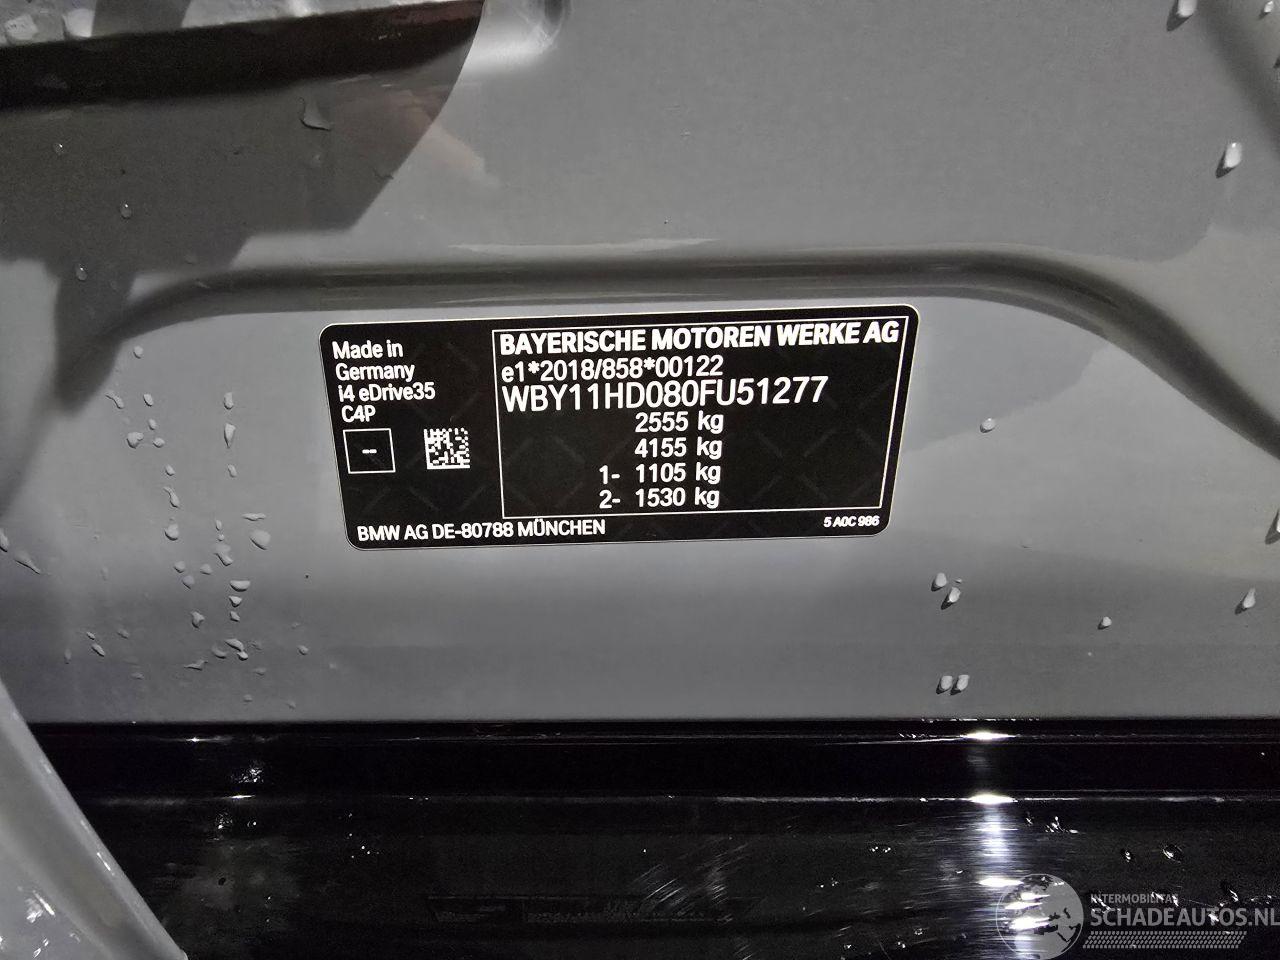 Made in
Germany
i4 eDrive35
C4P
--
BAYERISCHE MOTOREN WERKE AG
e1*2018/858*00122
WBY11HD080FU51277
2555 kg
4155 kg
1- 1105 kg
2- 1530 kg
BMW AG DE-80788 MÜNCHEN
5 A0C 986
INTERMOBILITAS
SCHADEAUTOS.NL